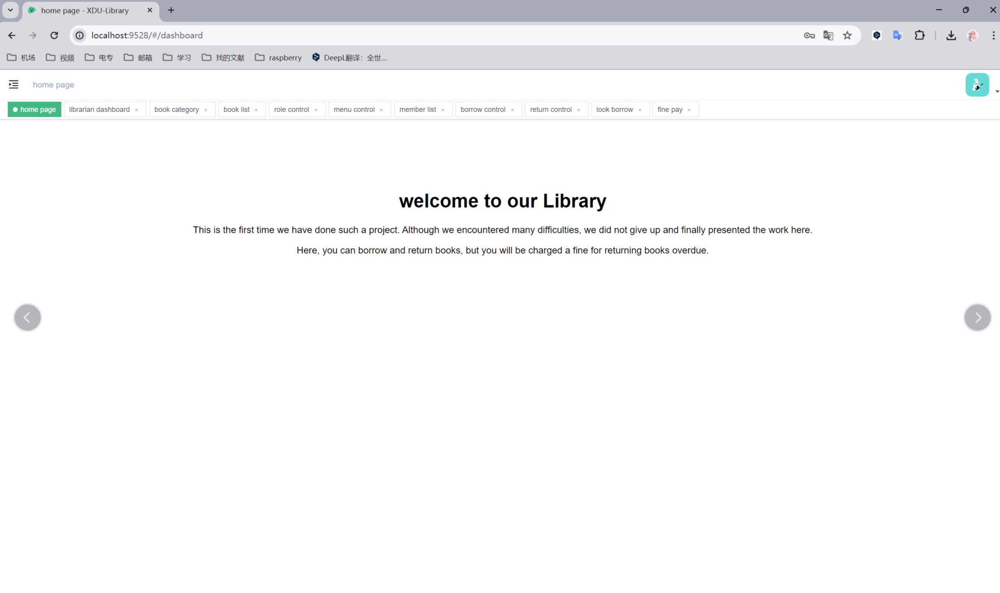 home page - XDU-Library
localhost:9528/#/dashboard
机场 视频 电专 邮箱 学习 找的文献 raspberry DeepL翻译：全世...
home page
home page librarian dashboard × book category × book list × role control × menu control × member list × borrow control × return control × look borrow × fine pay ×
welcome to our Library
This is the first time we have done such a project. Although we encountered many difficulties, we did not give up and finally presented the work here.
Here, you can borrow and return books, but you will be charged a fine for returning books overdue.